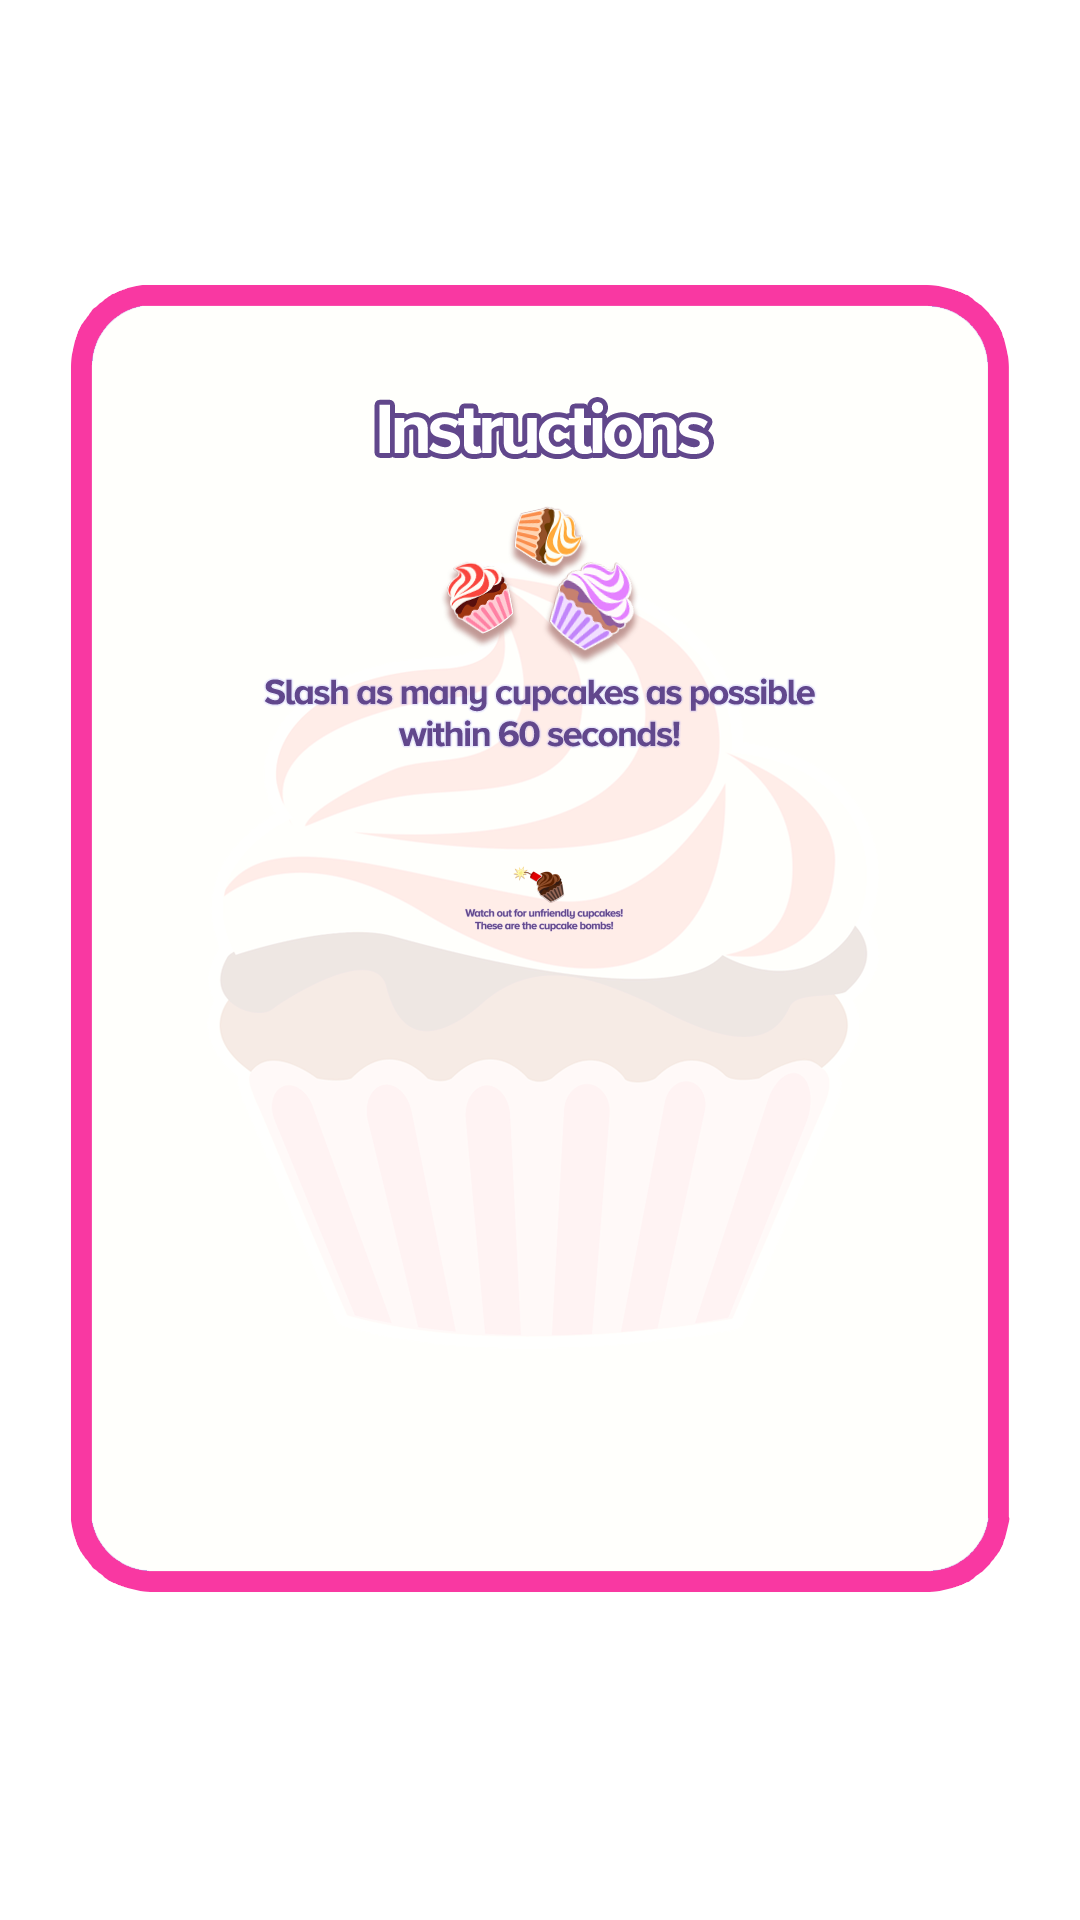 Instructions
Slash as many cupcakes as possible
within 60 seconds!
Watch out for unfriendly cupcakes!
These are the cupcake bombs!